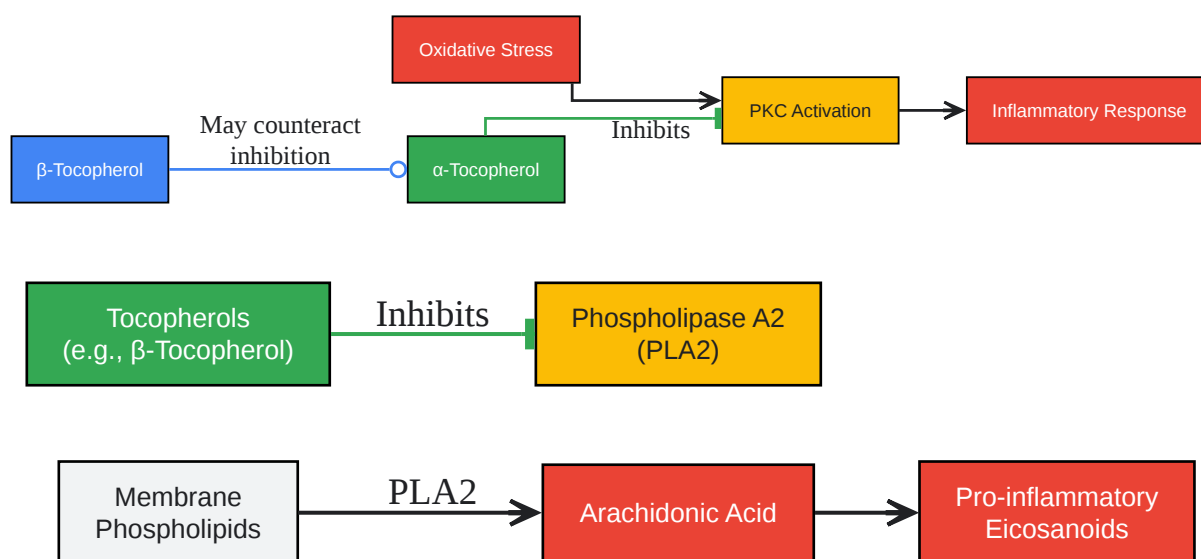 Oxidative Stress
PKC Activation
Inflammatory Response
May counteract
inhibition
Inhibits
β-Tocopherol
α-Tocopherol
Tocopherols
(e.g., β-Tocopherol)
Inhibits
Phospholipase A2
(PLA2)
Membrane
Phospholipids
PLA2
Arachidonic Acid
Pro-inflammatory
Eicosanoids